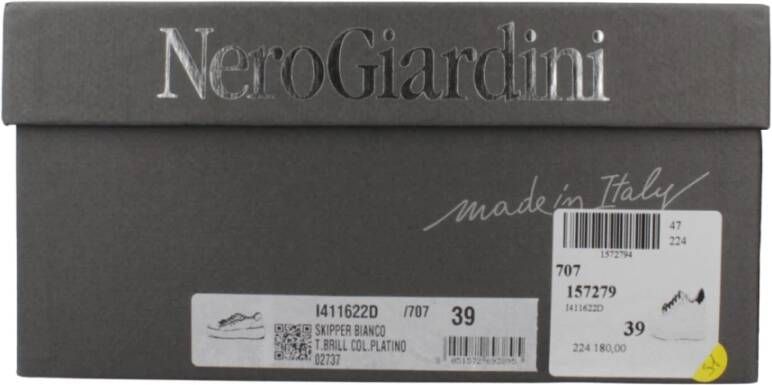 NeroGiardini
made in Italy
47
224
1572794
707
157279
I411622D
39
224 180,00
I411622D /707 39
SKIPPER BIANCO
T.BRILL COL.PLATINO
02737